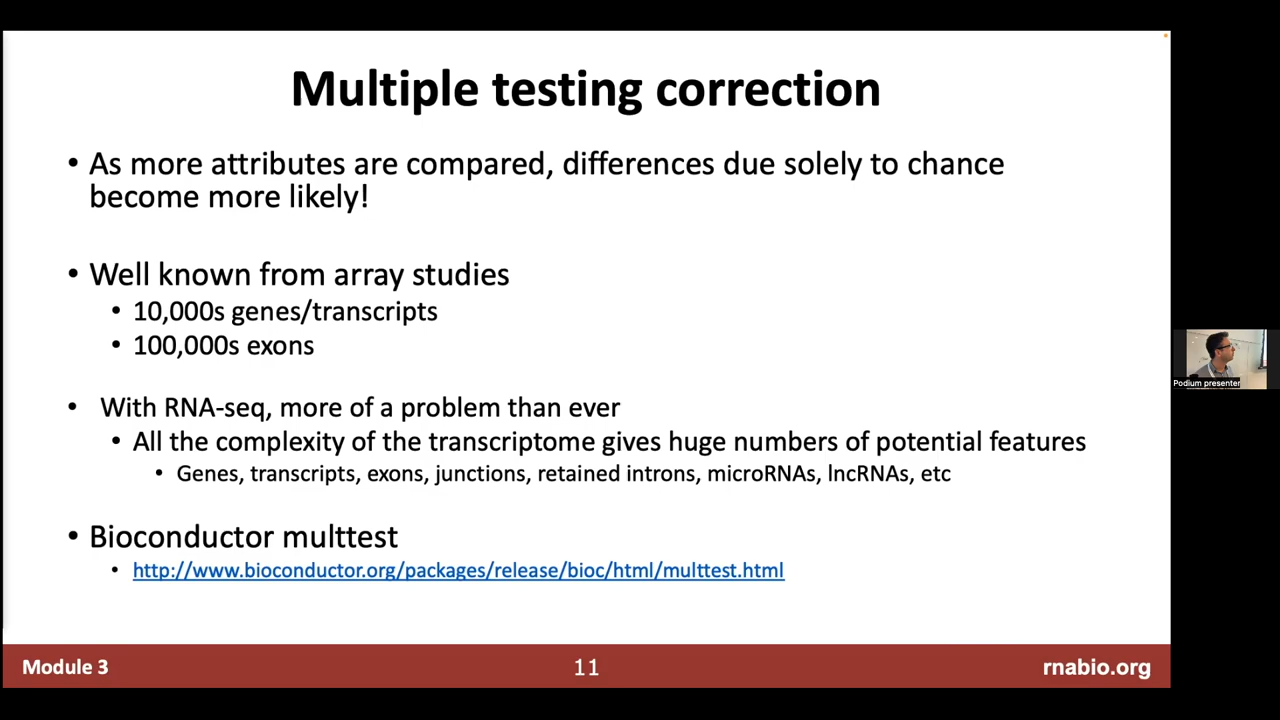 Multiple testing correction
• As more attributes are compared, differences due solely to chance
become more likely!
• Well known from array studies
• 10,000s genes/transcripts
• 100,000s exons
• With RNA-seq, more of a problem than ever
• All the complexity of the transcriptome gives huge numbers of potential features
• Genes, transcripts, exons, junctions, retained introns, microRNAs, lncRNAs, etc
• Bioconductor multtest
• http://www.bioconductor.org/packages/release/bioc/html/multtest.html
Module 3
11
rnabio.org
Podium presenter